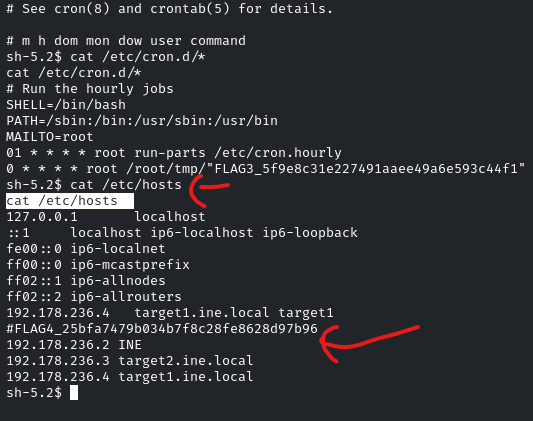 # See cron(8) and crontab(5) for details.
# m h dom mon dow user command
sh-5.2$ cat /etc/cron.d/*
cat /etc/cron.d/*
# Run the hourly jobs
SHELL=/bin/bash
PATH=/sbin:/bin:/usr/sbin:/usr/bin
MAILTO=root
01 * * * * root run-parts /etc/cron.hourly
0 * * * * root /root/tmp/"FLAG3_5f9e8c31e227491aaee49a6e593c44f1"
sh-5.2$ cat /etc/hosts
cat /etc/hosts
127.0.0.1 localhost
::1 localhost ip6-localhost ip6-loopback
fe00::0 ip6-localnet
ff00::0 ip6-mcastprefix
ff02::1 ip6-allnodes
ff02::2 ip6-allrouters
192.178.236.4 target1.ine.local target1
#FLAG4_25bfa7479b034b7f8c28fe8628d97b96
192.178.236.2 INE
192.178.236.3 target2.ine.local
192.178.236.4 target1.ine.local
sh-5.2$